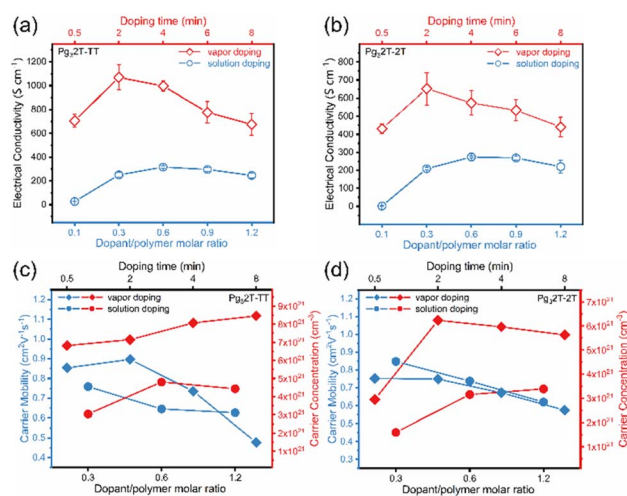 (a)
Doping time (min)
0.5 2 4 6 8
Pg₃2T-TT
vapor doping
solution doping
Electrical Conductivity (S cm⁻¹)
1200
1000
800
600
400
200
0
0.1 0.3 0.6 0.9 1.2
Dopant/polymer molar ratio
(b)
Doping time (min)
0.5 2 4 6 8
Pg₃2T-2T
vapor doping
solution doping
Electrical Conductivity (S cm⁻¹)
800
700
600
500
400
300
200
100
0
0.1 0.3 0.6 0.9 1.2
Dopant/polymer molar ratio
(c)
Doping time (min)
0.5 2 4 8
Pg₃2T-TT
vapor doping
solution doping
Carrier Mobility (cm²V⁻¹s⁻¹)
1.2
1.1
1.0
0.9
0.8
0.7
0.6
0.5
0.4
9x10²¹
8x10²¹
7x10²¹
6x10²¹
5x10²¹
4x10²¹
3x10²¹
2x10²¹
1x10²¹
Carrier Concentration (cm⁻³)
0.3 0.6 1.2
Dopant/polymer molar ratio
(d)
Doping time (min)
0.5 2 4 8
Pg₃2T-2T
vapor doping
solution doping
Carrier Mobility (cm²V⁻¹s⁻¹)
1.2
1.1
1.0
0.9
0.8
0.7
0.6
0.5
0.4
0.3
7x10²¹
6x10²¹
5x10²¹
4x10²¹
3x10²¹
2x10²¹
1x10²¹
Carrier Concentration (cm⁻³)
0.3 0.6 1.2
Dopant/polymer molar ratio